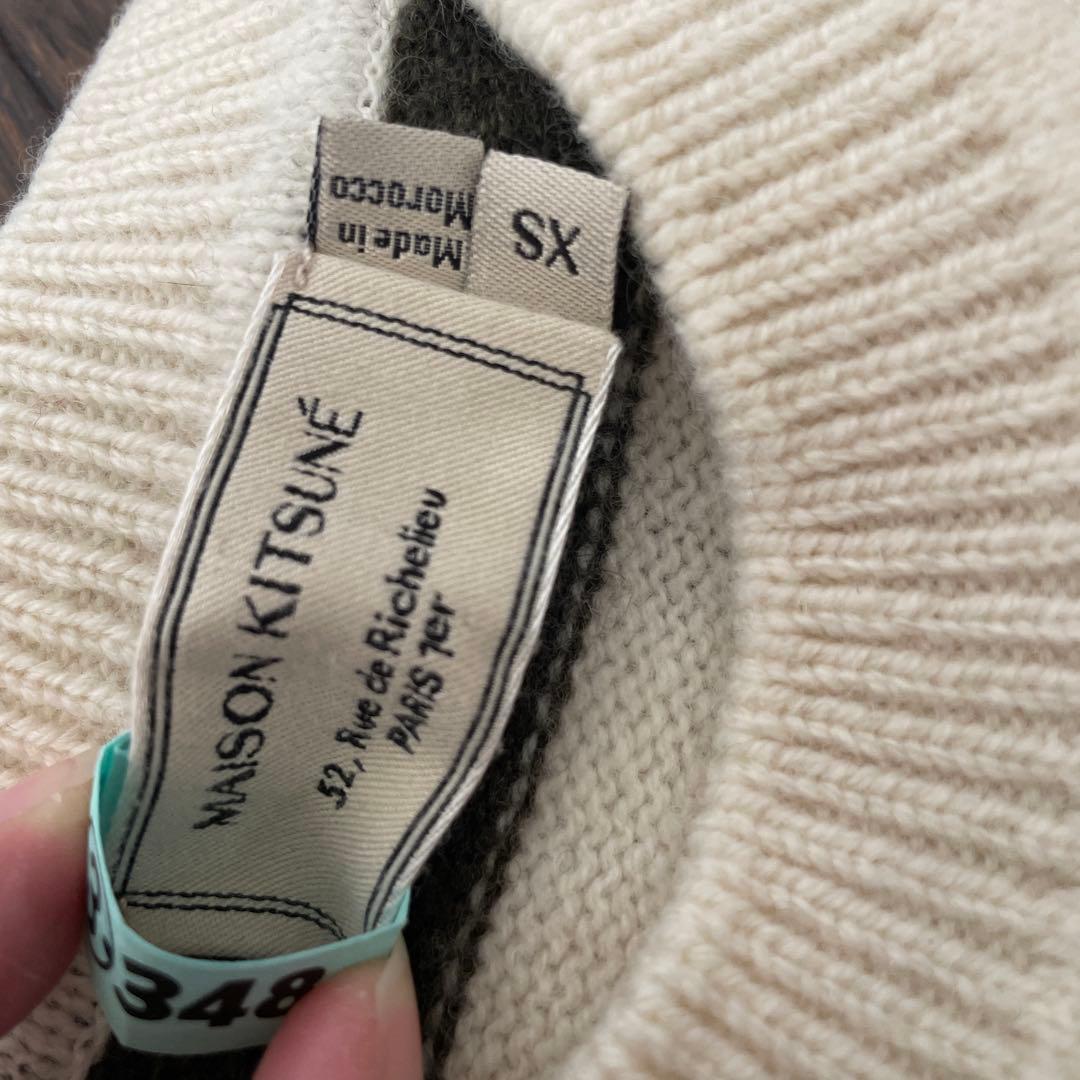 Made in
Morocco
XS
MAISON KITSUNÉ
52, Rue de Richelieu
PARIS 1er
348